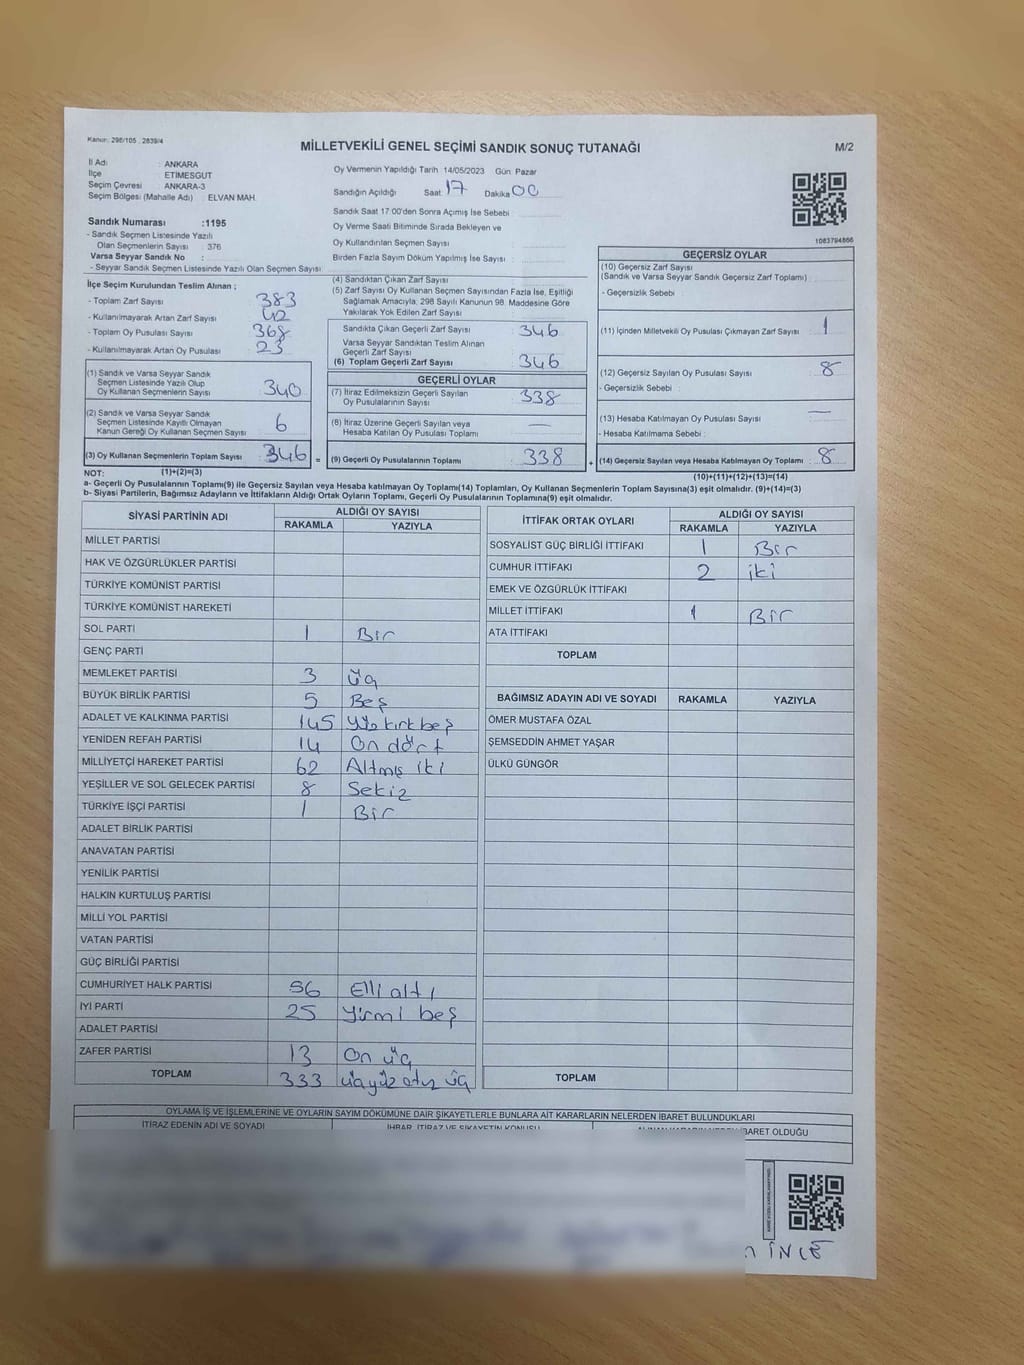 Kanun: 298/105 , 2839/4
MİLLETVEKİLİ GENEL SEÇİMİ SANDIK SONUÇ TUTANAĞI
M/2
İl Adı : ANKARA
İlçe : ETİMESGUT
Seçim Çevresi : ANKARA-3
Seçim Bölgesi (Mahalle Adı) : ELVAN MAH.
Sandık Numarası :1195
- Sandık Seçmen Listesinde Yazılı
Olan Seçmenlerin Sayısı : 376
Varsa Seyyar Sandık No :
- Seyyar Sandık Seçmen Listesinde Yazılı Olan Seçmen Sayısı :
Oy Vermenin Yapıldığı Tarih 14/05/2023 Gün: Pazar
Sandığın Açıldığı Saat 17 Dakika 00
Sandık Saat 17:00'den Sonra Açımış İse Sebebi :
Oy Verme Saati Bitiminde Sırada Bekleyen ve
Oy Kullandırılan Seçmen Sayısı :
Birden Fazla Sayım Döküm Yapılmış İse Sayısı :
1083794866
İlçe Seçim Kurulundan Teslim Alınan ;
- Toplam Zarf Sayısı : 383
- Kullanılmayarak Artan Zarf Sayısı : 42
- Toplam Oy Pusulası Sayısı : 368
- Kullanılmayarak Artan Oy Pusulası : 23
(1) Sandık ve Varsa Seyyar Sandık
Seçmen Listesinde Yazılı Olup
Oy Kullanan Seçmenlerin Sayısı : 340
(2) Sandık ve Varsa Seyyar Sandık
Seçmen Listesinde Kayıtlı Olmayan
Kanun Gereği Oy Kullanan Seçmen Sayısı : 6
(3) Oy Kullanan Seçmenlerin Toplam Sayısı : 346 =
(4) Sandıktan Çıkan Zarf Sayısı :
(5) Zarf Sayısı Oy Kullanan Seçmen Sayısından Fazla İse, Eşitliği
Sağlamak Amacıyla; 298 Sayılı Kanunun 98. Maddesine Göre
Yakılarak Yok Edilen Zarf Sayısı :
Sandıkta Çıkan Geçerli Zarf Sayısı : 346
Varsa Seyyar Sandıktan Teslim Alınan
Geçerli Zarf Sayısı :
(6) Toplam Geçerli Zarf Sayısı : 346
GEÇERLİ OYLAR
(7) İtiraz Edilmeksizin Geçerli Sayılan
Oy Pusulalarının Sayısı : 338
(8) İtiraz Üzerine Geçerli Sayılan veya
Hesaba Katılan Oy Pusulası Toplamı : —
(9) Geçerli Oy Pusulalarının Toplamı : 338 +
GEÇERSİZ OYLAR
(10) Geçersiz Zarf Sayısı
(Sandık ve Varsa Seyyar Sandık Geçersiz Zarf Toplamı) :
- Geçersizlik Sebebi :
(11) İçinden Milletvekili Oy Pusulası Çıkmayan Zarf Sayısı : 1
(12) Geçersiz Sayılan Oy Pusulası Sayısı : 8
- Geçersizlik Sebebi :
(13) Hesaba Katılmayan Oy Pusulası Sayısı : —
- Hesaba Katılmama Sebebi :
(14) Geçersiz Sayılan veya Hesaba Katılmayan Oy Toplamı : 8
NOT: (1)+(2)=(3)
(10)+(11)+(12)+(13)=(14)
a- Geçerli Oy Pusulalarının Toplamı(9) ile Geçersiz Sayılan veya Hesaba katılmayan Oy Toplamı(14) Toplamları, Oy Kullanan Seçmenlerin Toplam Sayısına(3) eşit olmalıdır. (9)+(14)=(3)
b- Siyasi Partilerin, Bağımsız Adayların ve İttifakların Aldığı Ortak Oyların Toplamı, Geçerli Oy Pusulalarının Toplamına(9) eşit olmalıdır.
SİYASİ PARTİNİN ADI ALDIĞI OY SAYISI
RAKAMLA YAZIYLA
MİLLET PARTİSİ
HAK VE ÖZGÜRLÜKLER PARTİSİ
TÜRKİYE KOMÜNİST PARTİSİ
TÜRKİYE KOMÜNİST HAREKETİ
SOL PARTİ 1 Bir
GENÇ PARTİ
MEMLEKET PARTİSİ 3 üç
BÜYÜK BİRLİK PARTİSİ 5 Beş
ADALET VE KALKINMA PARTİSİ 145 Yüz kırk beş
YENİDEN REFAH PARTİSİ 14 On dört
MİLLİYETÇİ HAREKET PARTİSİ 62 Altmış iki
YEŞİLLER VE SOL GELECEK PARTİSİ 8 Sekiz
TÜRKİYE İŞÇİ PARTİSİ 1 Bir
ADALET BİRLİK PARTİSİ
ANAVATAN PARTİSİ
YENİLİK PARTİSİ
HALKIN KURTULUŞ PARTİSİ
MİLLİ YOL PARTİSİ
VATAN PARTİSİ
GÜÇ BİRLİĞİ PARTİSİ
CUMHURİYET HALK PARTİSİ 56 Elli altı
İYİ PARTİ 25 Yirmi beş
ADALET PARTİSİ
ZAFER PARTİSİ 13 On üç
TOPLAM 333 üçyüz otuz üç
İTTİFAK ORTAK OYLARI ALDIĞI OY SAYISI
RAKAMLA YAZIYLA
SOSYALİST GÜÇ BİRLİĞİ İTTİFAKI 1 Bir
CUMHUR İTTİFAKI 2 iki
EMEK VE ÖZGÜRLÜK İTTİFAKI
MİLLET İTTİFAKI 1 Bir
ATA İTTİFAKI
TOPLAM
BAĞIMSIZ ADAYIN ADI VE SOYADI RAKAMLA YAZIYLA
ÖMER MUSTAFA ÖZAL
ŞEMSEDDİN AHMET YAŞAR
ÜLKÜ GÜNGÖR
TOPLAM
OYLAMA İŞ VE İŞLEMLERİNE VE OYLARIN SAYIM DÖKÜMÜNE DAİR ŞİKAYETLERLE BUNLARA AİT KARARLARIN NELERDEN İBARET BULUNDUKLARI
İTİRAZ EDENİN ADI VE SOYADI İHBAR, İTİRAZ VE ŞİKAYETİN KONUSU İBARET OLDUĞU
İNCE